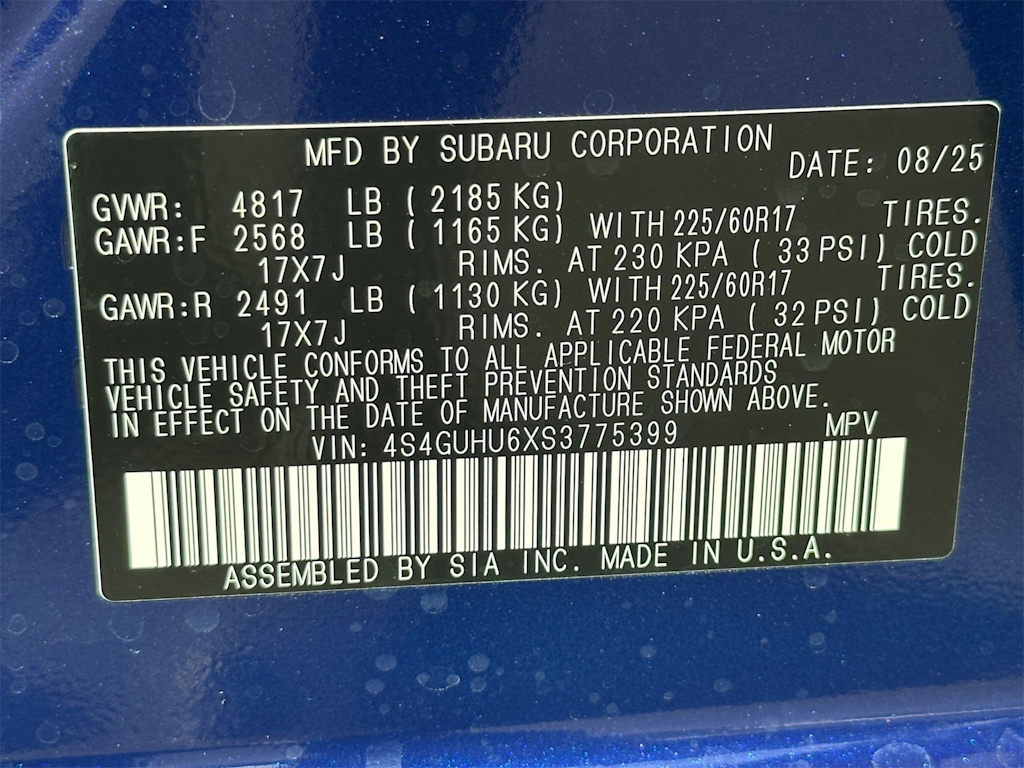 MFD BY SUBARU CORPORATION DATE: 08/25
GVWR: 4817 LB ( 2185 KG)
GAWR:F 2568 LB ( 1165 KG) WITH 225/60R17 TIRES.
17X7J RIMS. AT 230 KPA ( 33 PSI) COLD
GAWR:R 2491 LB ( 1130 KG) WITH 225/60R17 TIRES.
17X7J RIMS. AT 220 KPA ( 32 PSI) COLD
THIS VEHICLE CONFORMS TO ALL APPLICABLE FEDERAL MOTOR
VEHICLE SAFETY AND THEFT PREVENTION STANDARDS
IN EFFECT ON THE DATE OF MANUFACTURE SHOWN ABOVE.
VIN: 4S4GUHU6XS3775399 MPV
ASSEMBLED BY SIA INC. MADE IN U.S.A.